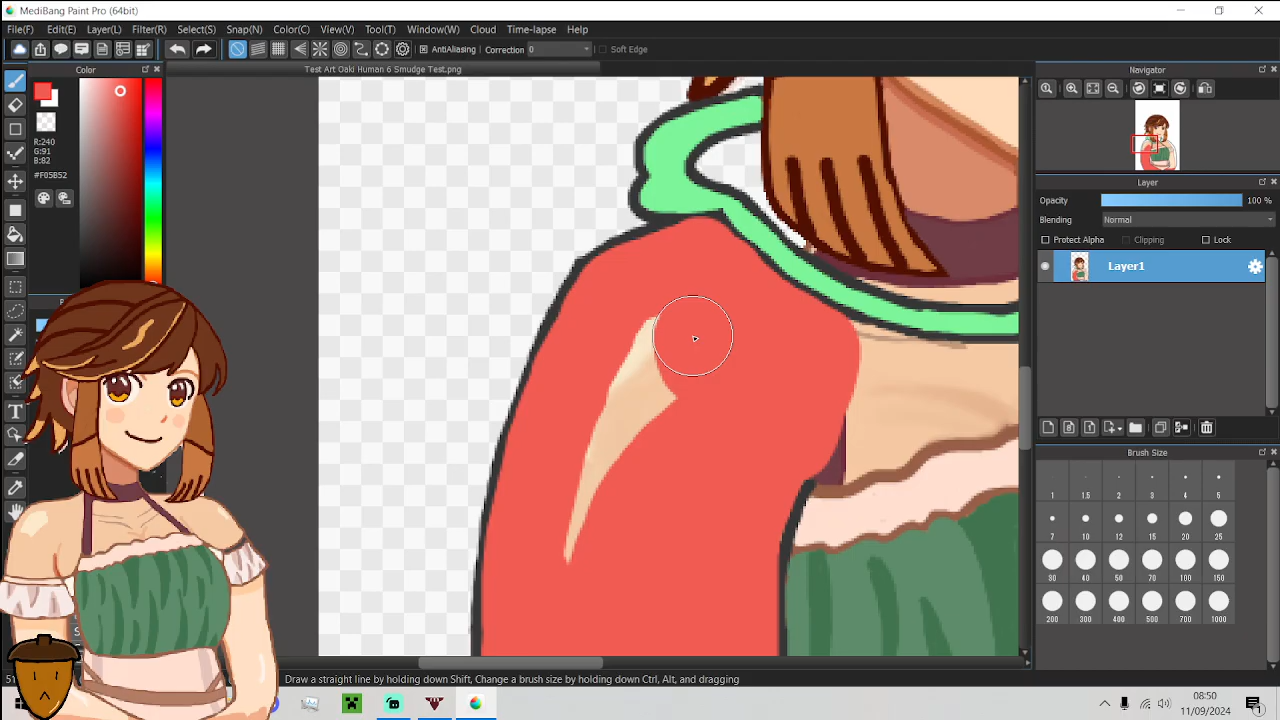 MediBang Paint Pro (64bit)
File(F) Edit(E) Layer(L) Filter(R) Select(S) Snap(N) Color(C) View(V) Tool(T) Window(W) Cloud Time-lapse Help
AntiAliasing Correction 0 Soft Edge
Color
Test Art Oaki Human 6 Smudge Test.png
Navigator
R:240
G:91
B:82
#F05B52
Layer
Opacity 100 %
Blending Normal
Protect Alpha Clipping Lock
Layer1
Brush Size
1 1.5 2 3 4 5
7 10 12 15 20 25
30 40 50 70 100 150
200 300 400 500 700 1000
Draw a straight line by holding down Shift, Change a brush size by holding down Ctrl, Alt, and dragging
08:50
11/09/2024